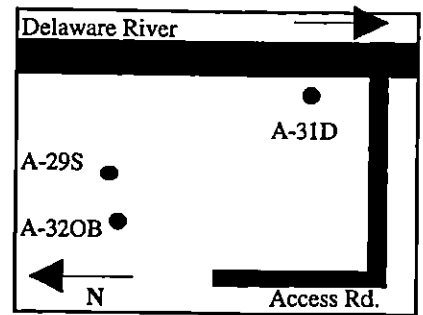 Delaware River
A-31D
A-29S
A-32OB
N
Access Rd.